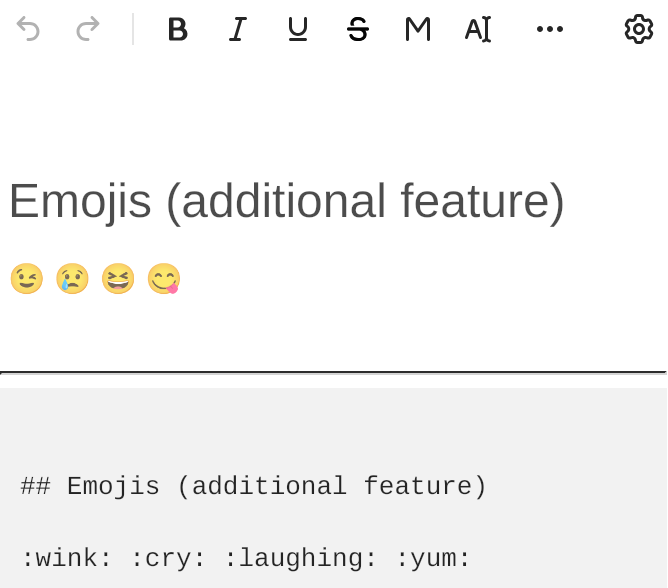 Emojis (additional feature)
😉 😢 😆 😋
## Emojis (additional feature)
:wink: :cry: :laughing: :yum: